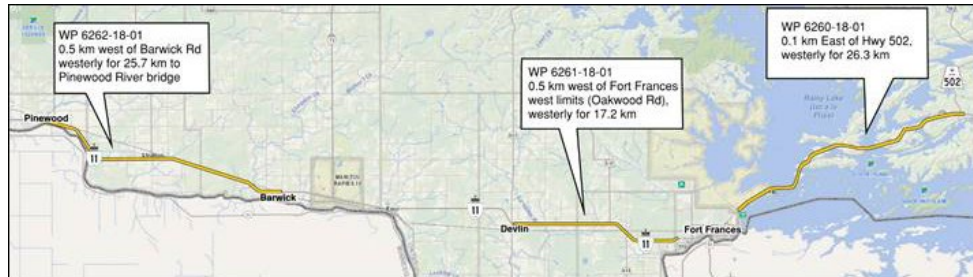 WP 6262-18-01
0.5 km west of Barwick Rd
westerly for 25.7 km to
Pinewood River bridge
WP 6260-18-01
0.1 km East of Hwy 502,
westerly for 26.3 km
WP 6261-18-01
0.5 km west of Fort Frances
west limits (Oakwood Rd),
westerly for 17.2 km
502
Rainy Lake
Pinewood
11
Stratton
Barwick
11
Devlin
11
Fort Frances